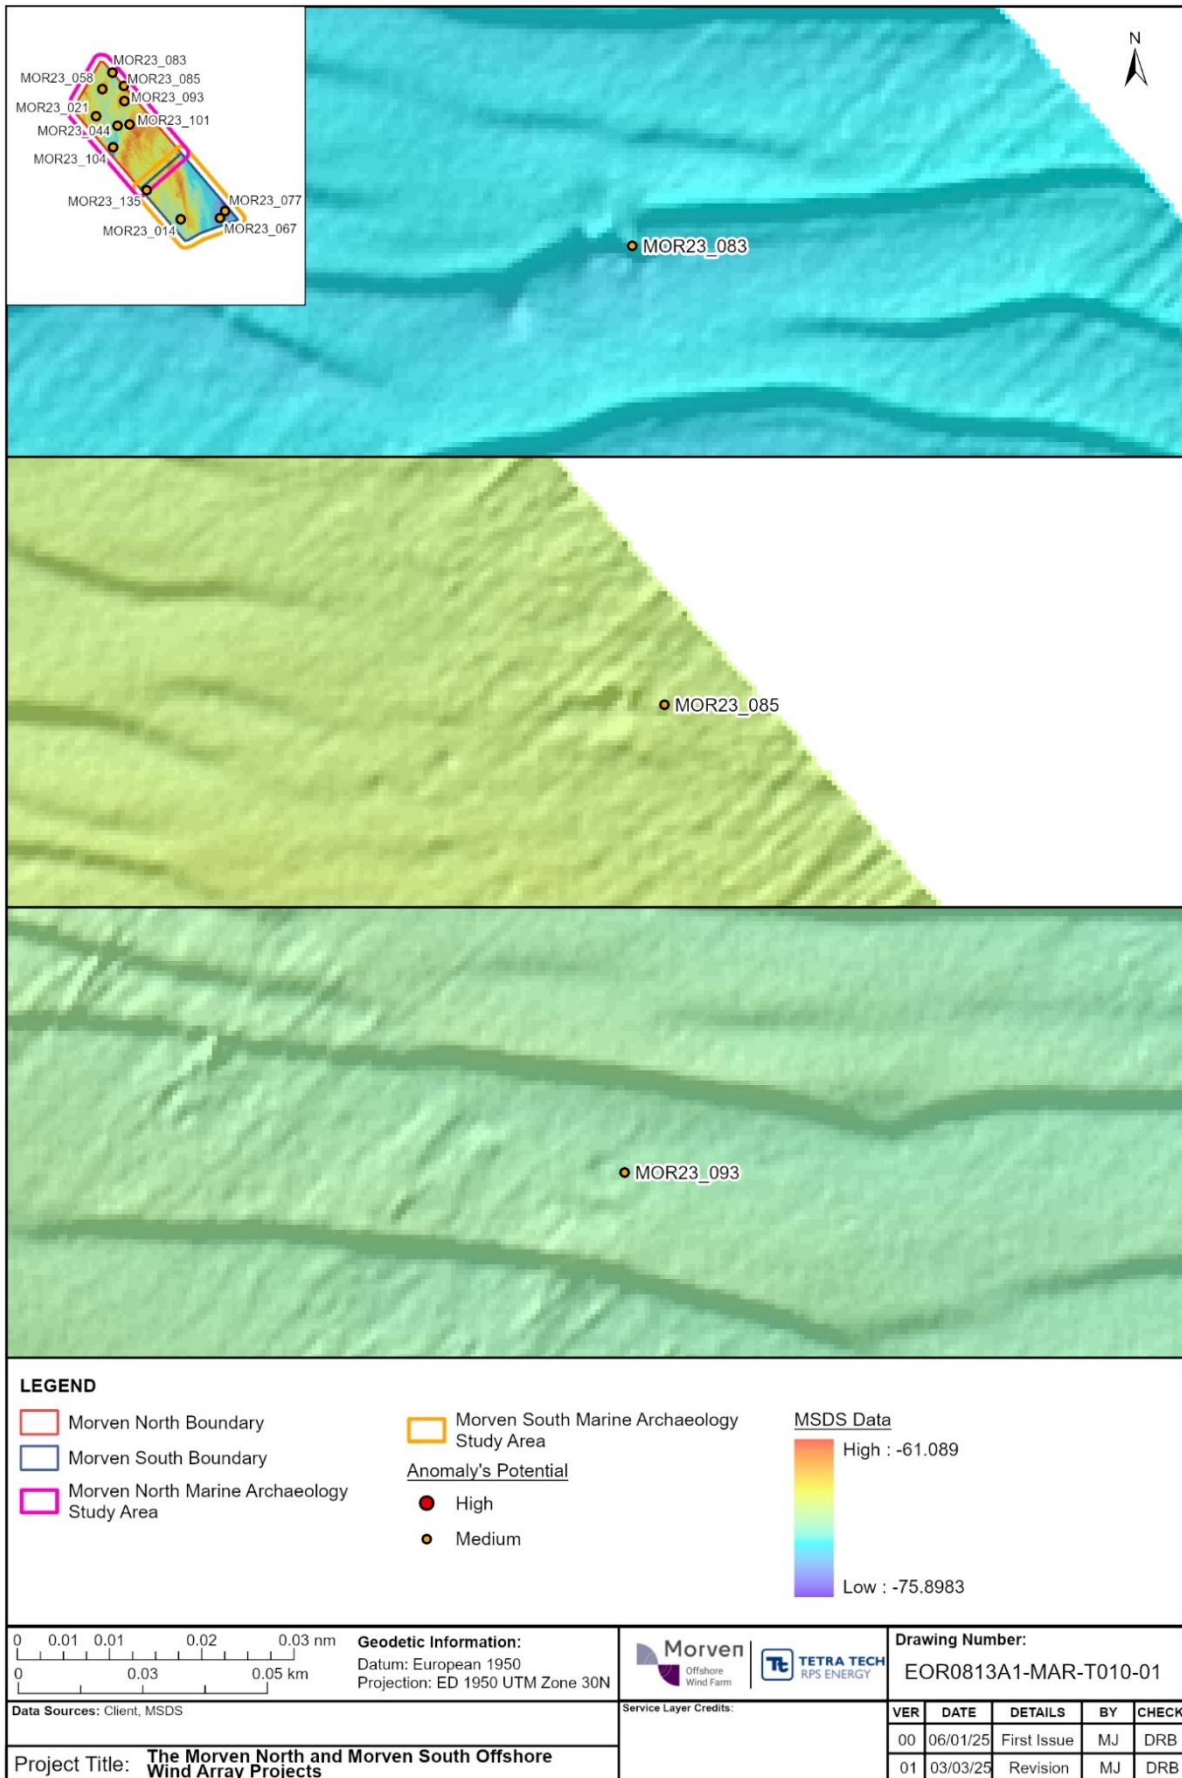 MOR23_083
MOR23_058
MOR23_085
MOR23_093
MOR23_021
MOR23_101
MOR23_044
MOR23_104
MOR23_135
MOR23_077
MOR23_014
MOR23_067
N
MOR23_083
MOR23_085
MOR23_093
LEGEND
Morven North Boundary
Morven South Boundary
Morven North Marine Archaeology
Study Area
Morven South Marine Archaeology
Study Area
Anomaly's Potential
High
Medium
MSDS Data
High : -61.089
Low : -75.8983
0 0.01 0.01 0.02 0.03 nm
0 0.03 0.05 km
Geodetic Information:
Datum: European 1950
Projection: ED 1950 UTM Zone 30N
Morven
Offshore
Wind Farm
Tt TETRA TECH
RPS ENERGY
Drawing Number:
EOR0813A1-MAR-T010-01
Data Sources: Client, MSDS
Service Layer Credits:
VER DATE DETAILS BY CHECK
00 06/01/25 First Issue MJ DRB
01 03/03/25 Revision MJ DRB
Project Title: The Morven North and Morven South Offshore
Wind Array Projects